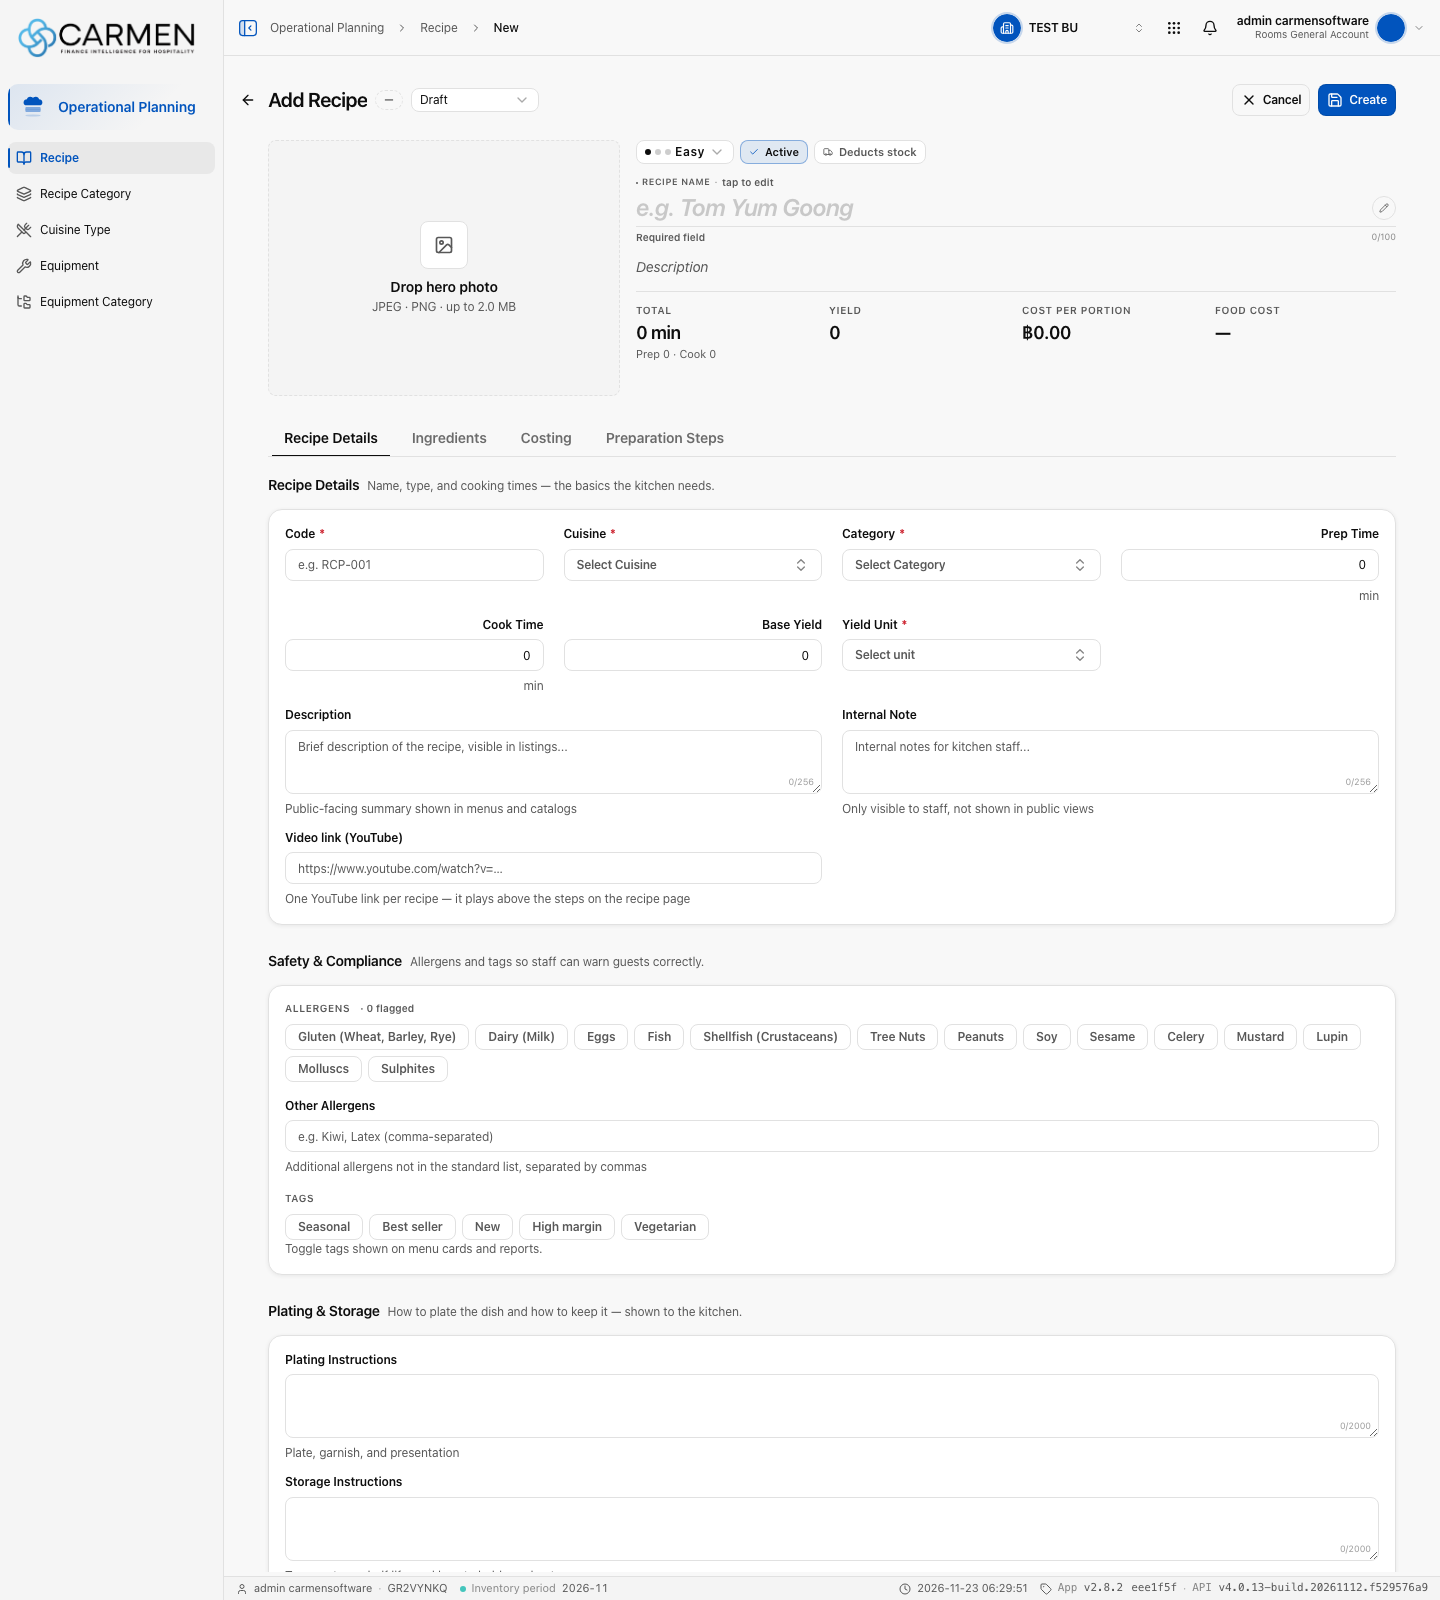 CARMEN
FINANCE INTELLIGENCE FOR HOSPITALITY
Operational Planning
Recipe
Recipe Category
Cuisine Type
Equipment
Equipment Category
Operational Planning > Recipe > New
TEST BU
admin carmensoftware
Rooms General Account
Add Recipe
—
Draft
Cancel
Create
Drop hero photo
JPEG · PNG · up to 2.0 MB
Easy
Active
Deducts stock
• RECIPE NAME · tap to edit
e.g. Tom Yum Goong
Required field
0/100
Description
TOTAL
0 min
Prep 0 · Cook 0
YIELD
0
COST PER PORTION
฿0.00
FOOD COST
—
Recipe Details
Ingredients
Costing
Preparation Steps
Recipe Details Name, type, and cooking times — the basics the kitchen needs.
Code *
e.g. RCP-001
Cuisine *
Select Cuisine
Category *
Select Category
Prep Time
0
min
Cook Time
0
min
Base Yield
0
Yield Unit *
Select unit
Description
Brief description of the recipe, visible in listings...
0/256
Public-facing summary shown in menus and catalogs
Internal Note
Internal notes for kitchen staff...
0/256
Only visible to staff, not shown in public views
Video link (YouTube)
https://www.youtube.com/watch?v=...
One YouTube link per recipe — it plays above the steps on the recipe page
Safety & Compliance Allergens and tags so staff can warn guests correctly.
ALLERGENS · 0 flagged
Gluten (Wheat, Barley, Rye) Dairy (Milk) Eggs Fish Shellfish (Crustaceans) Tree Nuts Peanuts Soy Sesame Celery Mustard Lupin
Molluscs Sulphites
Other Allergens
e.g. Kiwi, Latex (comma-separated)
Additional allergens not in the standard list, separated by commas
TAGS
Seasonal Best seller New High margin Vegetarian
Toggle tags shown on menu cards and reports.
Plating & Storage How to plate the dish and how to keep it — shown to the kitchen.
Plating Instructions
0/2000
Plate, garnish, and presentation
Storage Instructions
0/2000
admin carmensoftware · GR2VYNKQ
Inventory period 2026-11
2026-11-23 06:29:51
App v2.8.2 eee1f5f · API v4.0.13-build.20261112.f529576a9